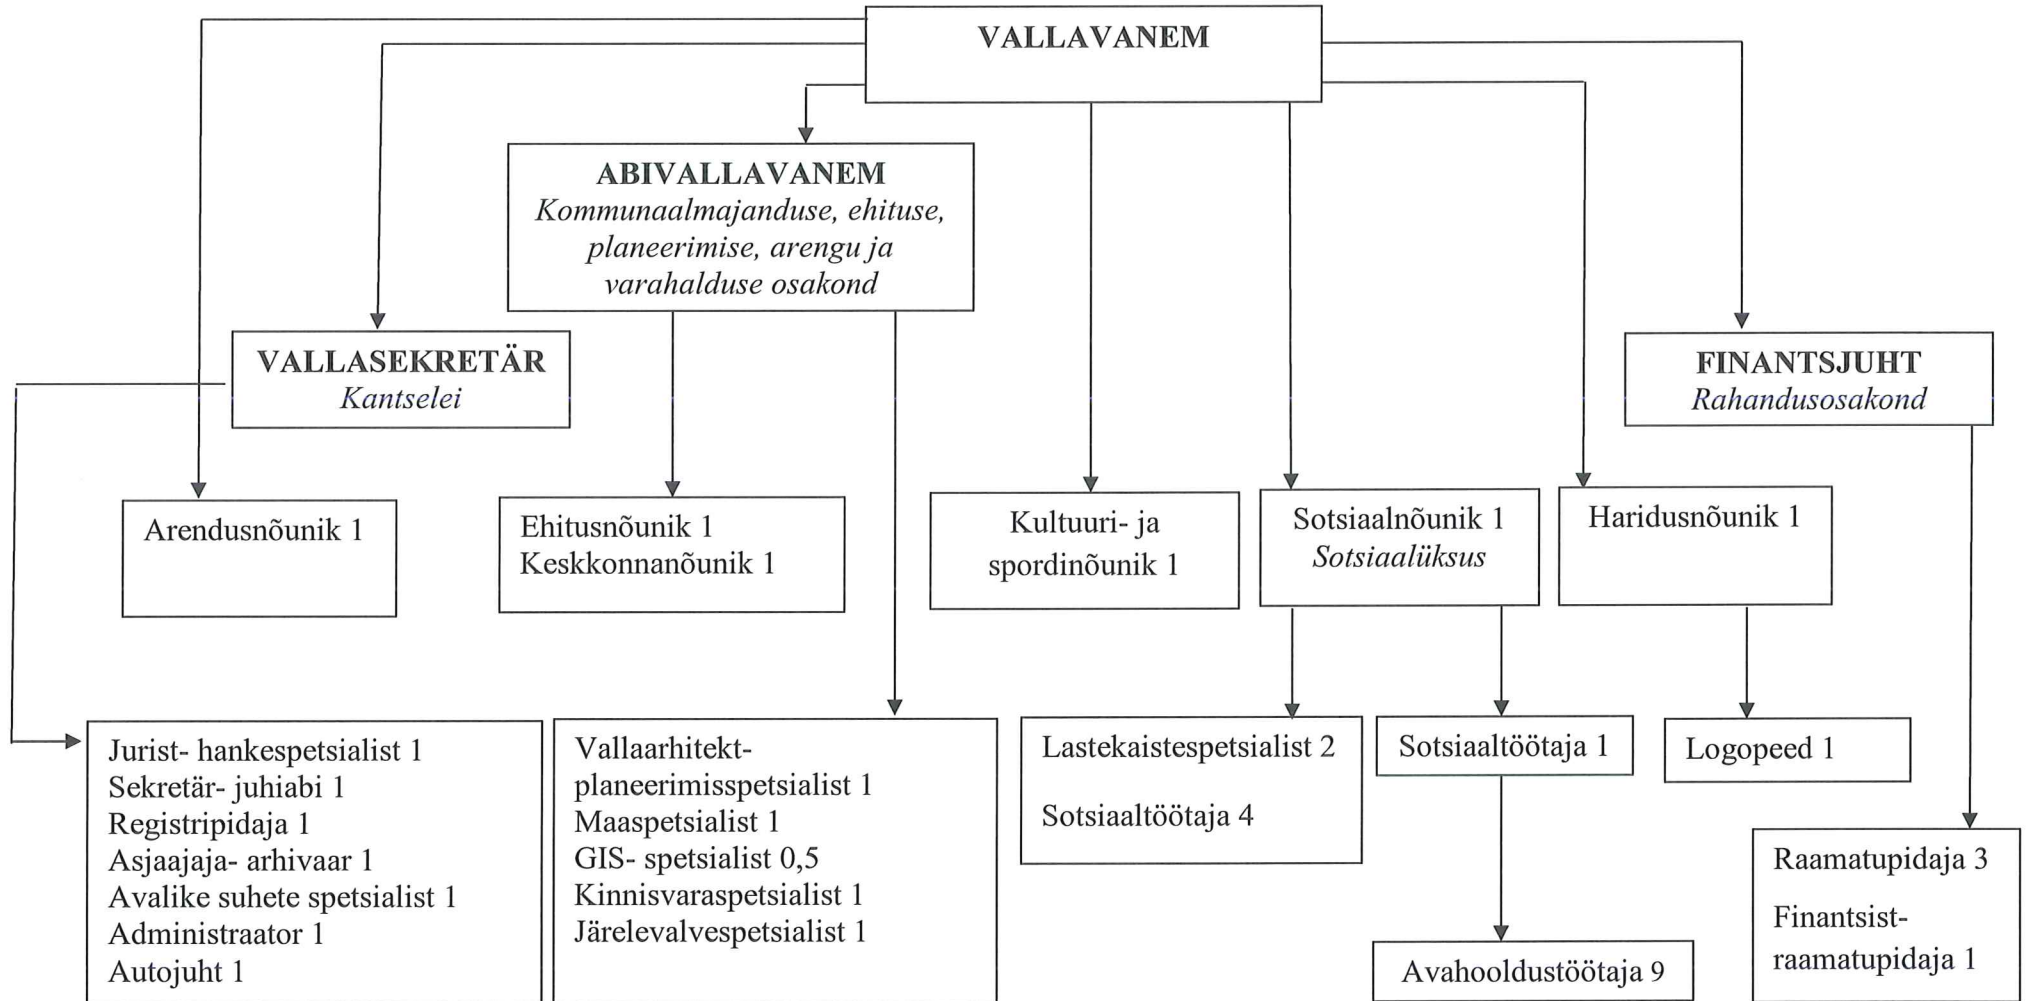 VALLAVANEM
ABIVALLAVANEM
Kommunaalmajanduse, ehituse,
planeerimise, arengu ja
varahalduse osakond
VALLASEKRETÄR
Kantselei
FINANTSJUHT
Rahandusosakond
Arendusnõunik 1
Ehitusnõunik 1
Keskkonnanõunik 1
Kultuuri- ja
spordinõunik 1
Sotsiaalnõunik 1
Sotsiaalüksus
Haridusnõunik 1
Jurist- hankespetsialist 1
Sekretär- juhiabi 1
Registripidaja 1
Asjaajaja- arhivaar 1
Avalike suhete spetsialist 1
Administraator 1
Autojuht 1
Vallaarhitekt-
planeerimisspetsialist 1
Maaspetsialist 1
GIS- spetsialist 0,5
Kinnisvaraspetsialist 1
Järelevalvespetsialist 1
Lastekaistespetsialist 2
Sotsiaaltöötaja 4
Sotsiaaltöötaja 1
Avahooldustöötaja 9
Logopeed 1
Raamatupidaja 3
Finantsist-
raamatupidaja 1